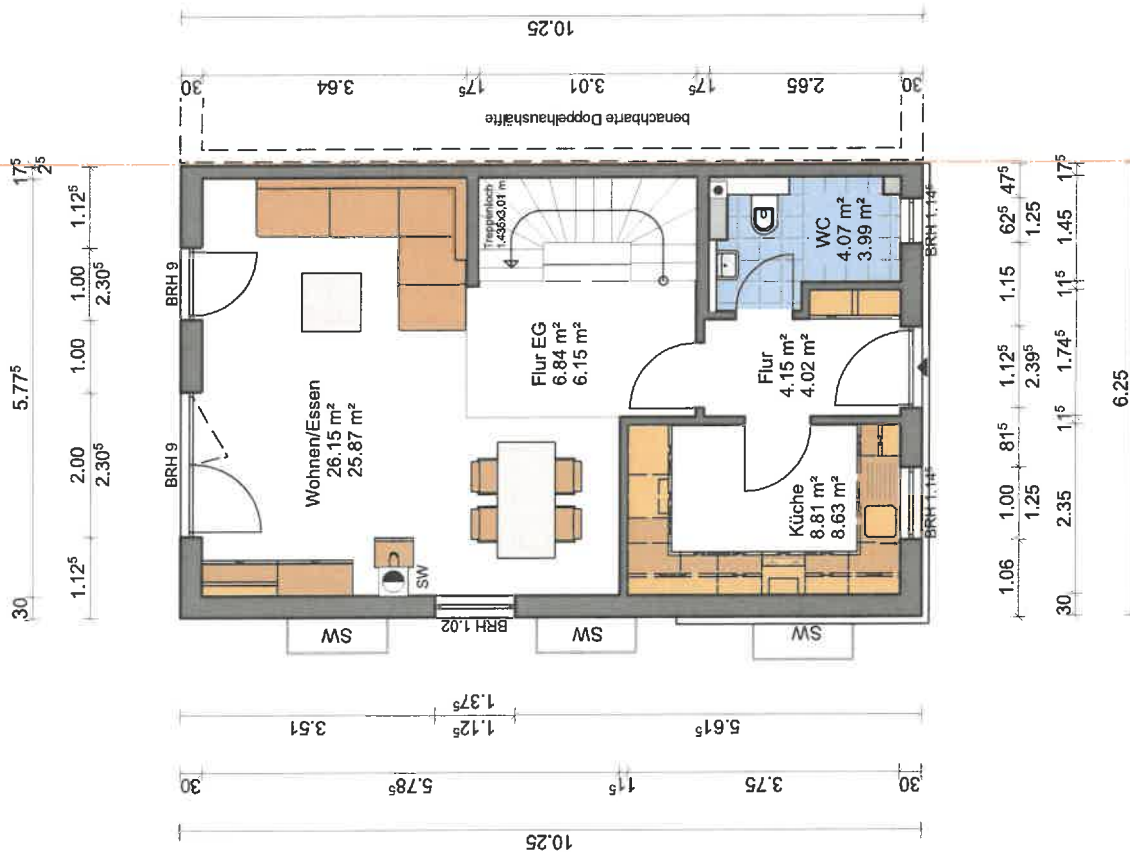 10.25
30
3.64
17⁵
3.01
17⁵
2.65
30
benachbarte Doppelhaushälfte
5.77⁵
30
17⁵
25
1.12⁵
1.00
2.30⁵
1.00
2.00
2.30⁵
1.12⁵
BRH 9
BRH 9
Wohnen/Essen
26.15 m²
25.87 m²
Treppenloch
1,435x3,01 m
Flur EG
6.84 m²
6.15 m²
WC
4.07 m²
3.99 m²
Flur
4.15 m²
4.02 m²
Küche
8.81 m²
8.63 m²
SW
SW
BRH 1.02
SW
SW
BRH 1.14⁵
BRH 1.14⁵
47⁵
62⁵
1.25
1.15
1.12⁵
2.39⁵
81⁵
1.00
1.25
1.06
17⁵
1.45
11⁵
1.74⁵
11⁵
2.35
30
6.25
3.51
1.12⁵
1.37⁵
5.61⁵
30
5.78⁵
11⁵
3.75
30
10.25